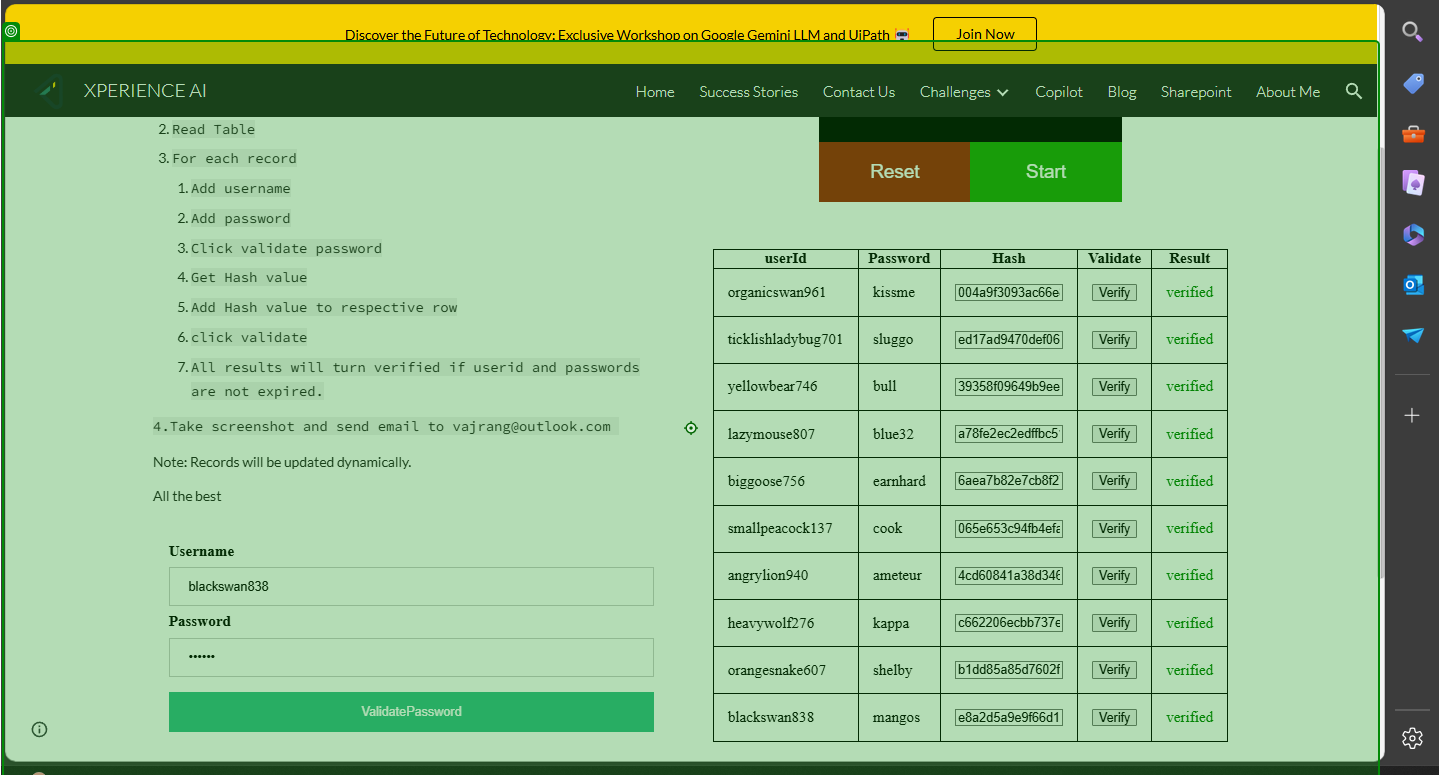 Discover the Future of Technology: Exclusive Workshop on Google Gemini LLM and UiPath
Join Now
XPERIENCE AI
Home Success Stories Contact Us Challenges Copilot Blog Sharepoint About Me
2. Read Table
3. For each record
1. Add username
2. Add password
3. Click validate password
4. Get Hash value
5. Add Hash value to respective row
6. click validate
7. All results will turn verified if userid and passwords
are not expired.
4.Take screenshot and send email to vajrang@outlook.com
Note: Records will be updated dynamically.
All the best
Username
blackswan838
Password
••••••
ValidatePassword
Reset Start
userId Password Hash Validate Result
organicswan961 kissme 004a9f3093ac66e Verify verified
ticklishladybug701 sluggo ed17ad9470def06 Verify verified
yellowbear746 bull 39358f09649b9ee Verify verified
lazymouse807 blue32 a78fe2ec2edffbc5 Verify verified
biggoose756 earnhard 6aea7b82e7cb8f2 Verify verified
smallpeacock137 cook 065e653c94fb4efa Verify verified
angrylion940 ameteur 4cd60841a38d346 Verify verified
heavywolf276 kappa c662206ecbb737e Verify verified
orangesnake607 shelby b1dd85a85d7602f Verify verified
blackswan838 mangos e8a2d5a9e9f66d1 Verify verified